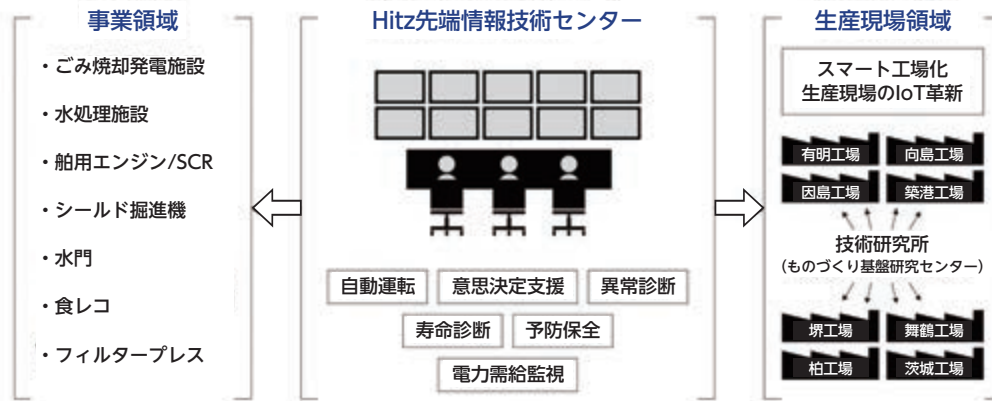 事業領域
・ごみ焼却発電施設
・水処理施設
・舶用エンジン/SCR
・シールド掘進機
・水門
・食レコ
・フィルタープレス
Hitz先端情報技術センター
自動運転
意思決定支援
異常診断
寿命診断
予防保全
電力需給監視
生産現場領域
スマート工場化
生産現場のIoT革新
有明工場
向島工場
因島工場
築港工場
技術研究所
(ものづくり基盤研究センター)
堺工場
舞鶴工場
柏工場
茨城工場